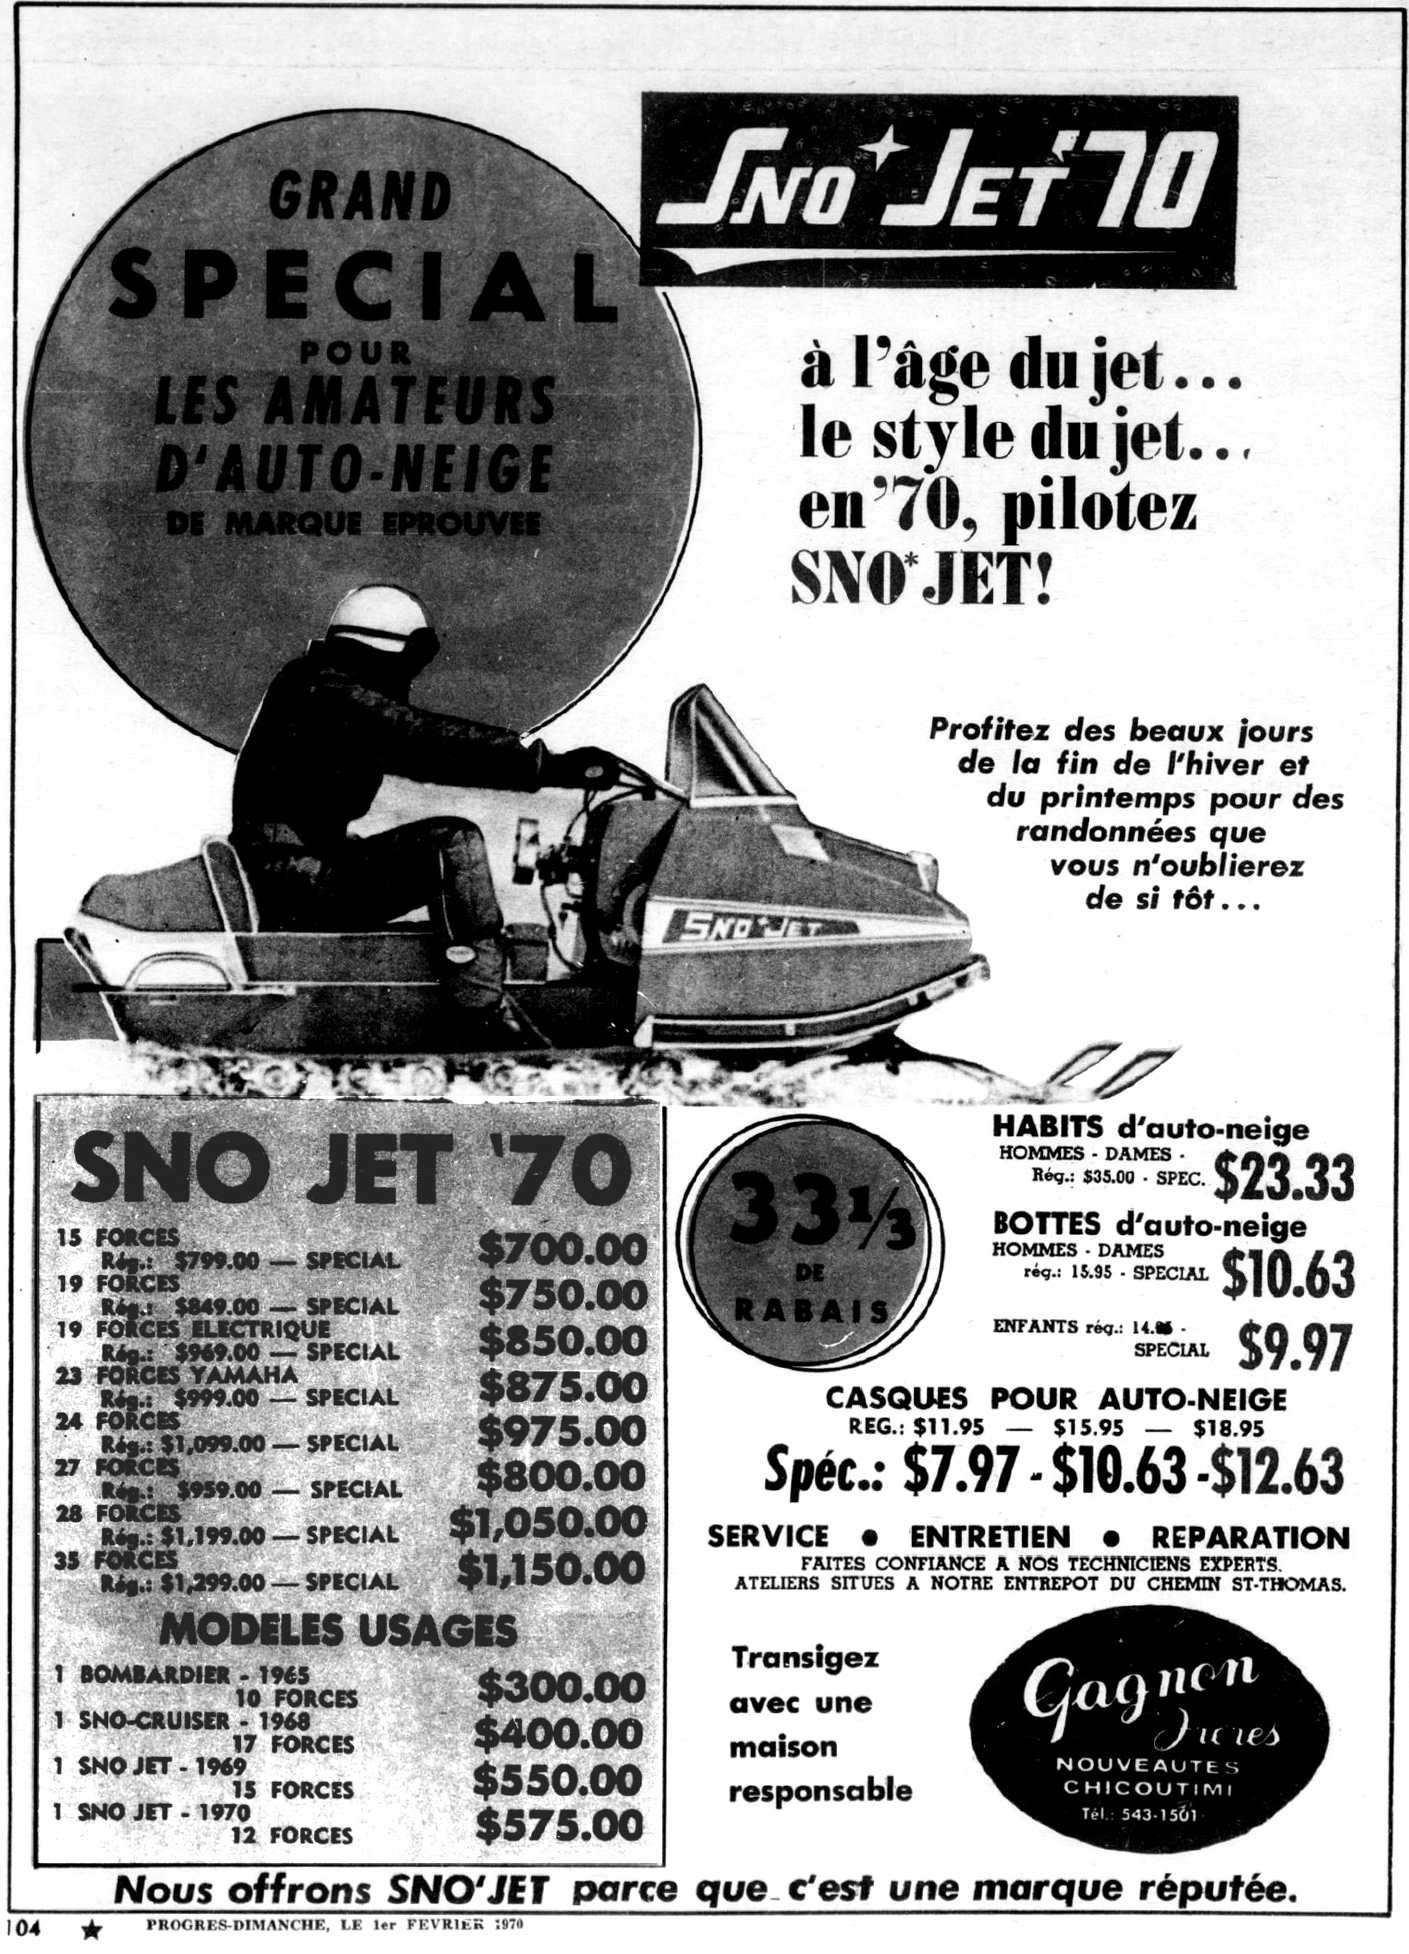 GRAND
SPECIAL
POUR
LES AMATEURS
D'AUTO-NEIGE
DE MARQUE EPROUVEE
SNO JET '70
à l'âge du jet...
le style du jet...
en '70, pilotez
SNO*JET!
Profitez des beaux jours
de la fin de l'hiver et
du printemps pour des
randonnées que
vous n'oublierez
de si tôt...
SNO JET
SNO JET '70
15 FORCES
Rég.: $799.00 — SPECIAL $700.00
19 FORCES
Rég.: $849.00 — SPECIAL $750.00
19 FORCES ELECTRIQUE
Rég.: $969.00 — SPECIAL $850.00
23 FORCES YAMAHA
Rég.: $999.00 — SPECIAL $875.00
24 FORCES
Rég.: $1,099.00 — SPECIAL $975.00
27 FORCES
Rég.: $959.00 — SPECIAL $800.00
28 FORCES
Rég.: $1,199.00 — SPECIAL $1,050.00
35 FORCES
Rég.: $1,299.00 — SPECIAL $1,150.00
MODELES USAGES
1 BOMBARDIER - 1965
10 FORCES $300.00
1 SNO-CRUISER - 1968
17 FORCES $400.00
1 SNO JET - 1969
15 FORCES $550.00
1 SNO JET - 1970
12 FORCES $575.00
33 1/3
DE
RABAIS
HABITS d'auto-neige
HOMMES - DAMES -
Rég.: $35.00 - SPEC. $23.33
BOTTES d'auto-neige
HOMMES - DAMES
rég.: 15.95 - SPECIAL $10.63
ENFANTS rég.: -
SPECIAL $9.97
CASQUES POUR AUTO-NEIGE
REG.: $11.95 — $15.95 — $18.95
Spéc.: $7.97 - $10.63 - $12.63
SERVICE • ENTRETIEN • REPARATION
FAITES CONFIANCE A NOS TECHNICIENS EXPERTS.
ATELIERS SITUES A NOTRE ENTREPOT DU CHEMIN ST-THOMAS.
Transigez
avec une
maison
responsable
Gagnon
Frères
NOUVEAUTES
CHICOUTIMI
Tél.: 543-1501
Nous offrons SNO'JET parce que c'est une marque réputée.
104 ★ PROGRES-DIMANCHE, LE 1er FEVRIER 1970